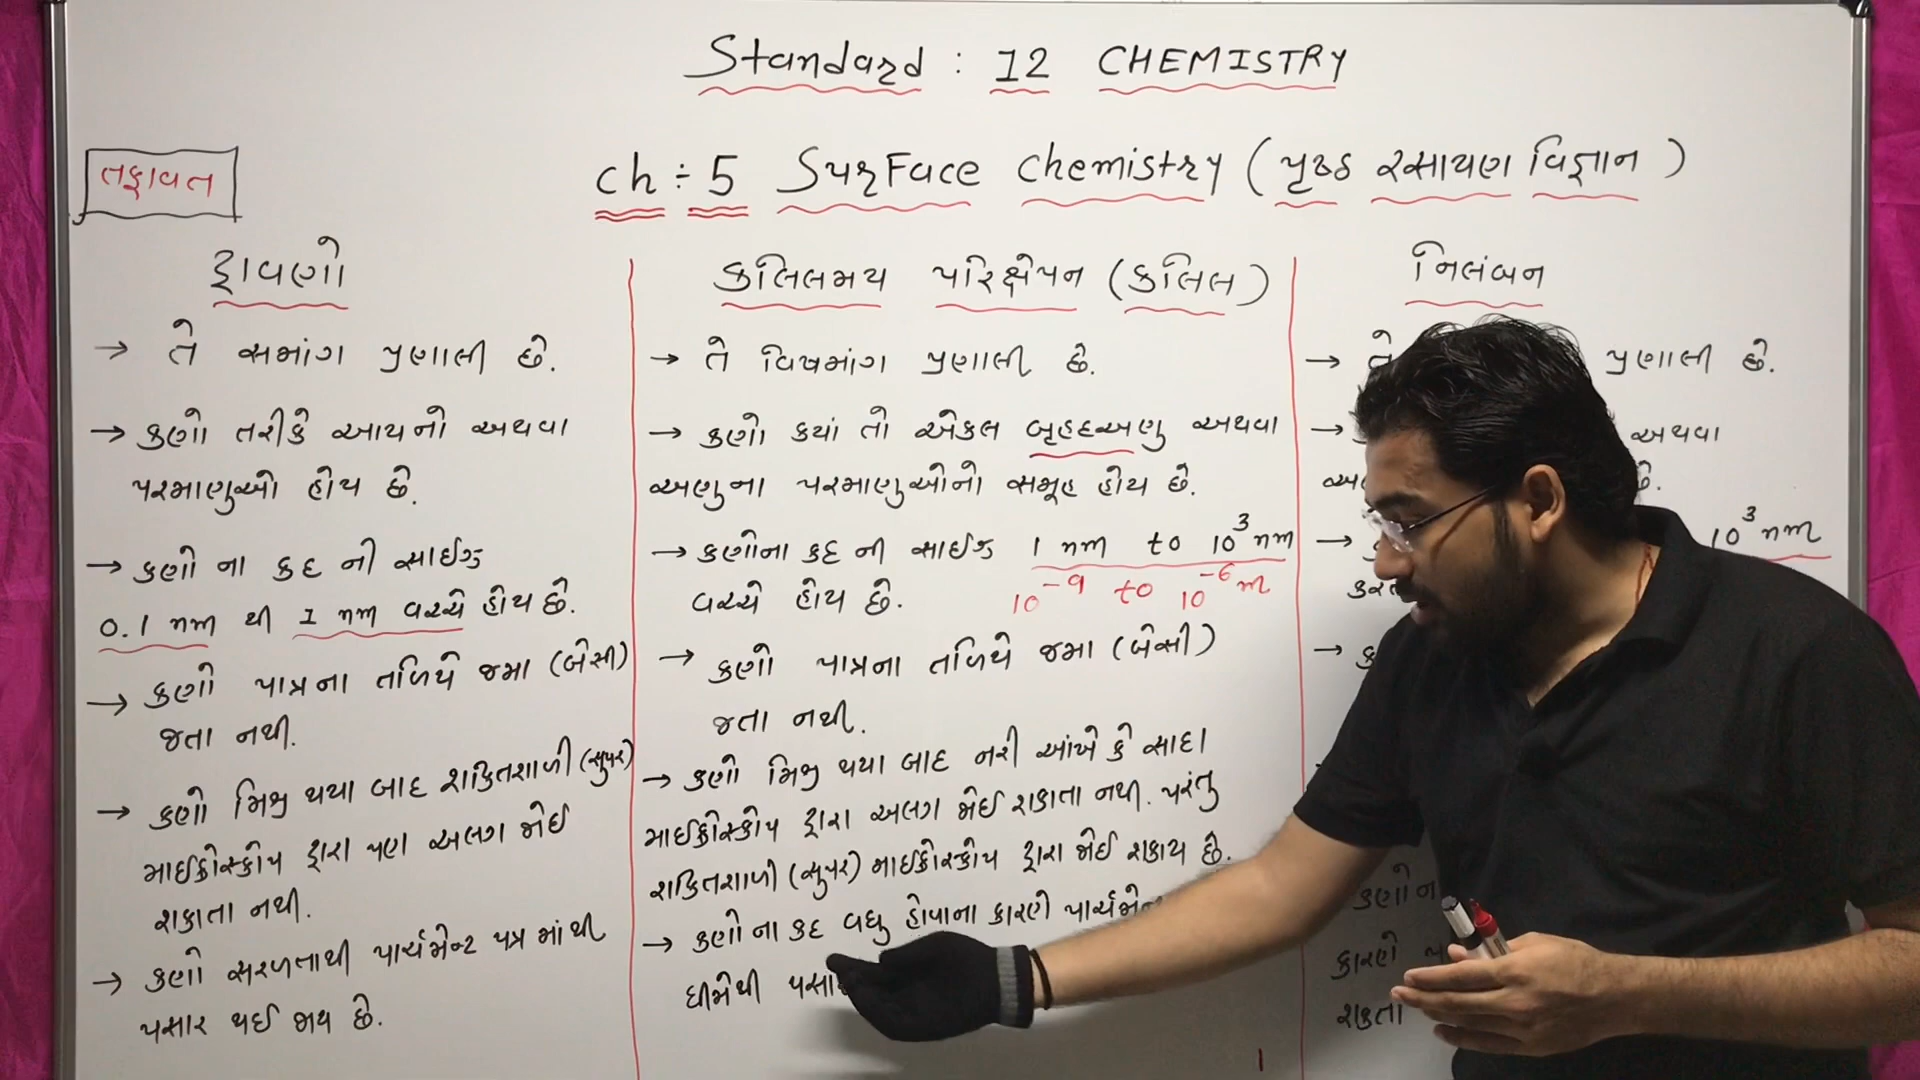 Standard : 12 CHEMISTRY
ch ÷ 5 Surface Chemistry (પૃષ્ઠ રસાયણ વિજ્ઞાન)
તફાવત
દ્રાવણો
→ તે સમાંગ પ્રણાલી છે.
→ કણો તરીકે આયનો અથવા
પરમાણુઓ હોય છે.
→ કણો ના કદ ની સાઈઝ
0.1 nm થી 1 nm વચ્ચે હોય છે.
→ કણો પાત્રના તળિયે જમા (બેસી)
જતા નથી.
→ કણો મિશ્ર થયા બાદ શક્તિશાળી (સુપર)
માઈક્રોસ્કોપ દ્વારા પણ અલગ જોઈ
શકાતા નથી.
→ કણો સરળતાથી પાર્ચમેન્ટ પત્ર માંથી
પસાર થઈ જાય છે.
કલિલમય પરિક્ષેપન (કલિલ)
→ તે વિષમાંગ પ્રણાલી છે.
→ કણો કયાં તો એકલ બૃહદઅણુ અથવા
અણુના પરમાણુઓનો સમૂહ હોય છે.
→ કણોના કદ ની સાઈઝ 1 nm to 10³ nm
વચ્ચે હોય છે. 10⁻⁹ to 10⁻⁶ m
→ કણો પાત્રના તળિયે જમા (બેસી)
જતા નથી.
→ કણો મિશ્ર થયા બાદ નરી આંખે કે સાદા
માઈક્રોસ્કોપ દ્વારા અલગ જોઈ શકાતા નથી. પરંતુ
શક્તિશાળી (સુપર) માઈક્રોસ્કોપ દ્વારા જોઈ શકાય છે.
→ કણો ના કદ વધુ હોવાના કારણે
ધીમેથી
નિલંબન
→ તે પ્રણાલી છે.
→ અથવા
છે.
→ 10³ nm
→
કણોના
કારણે
શકતા